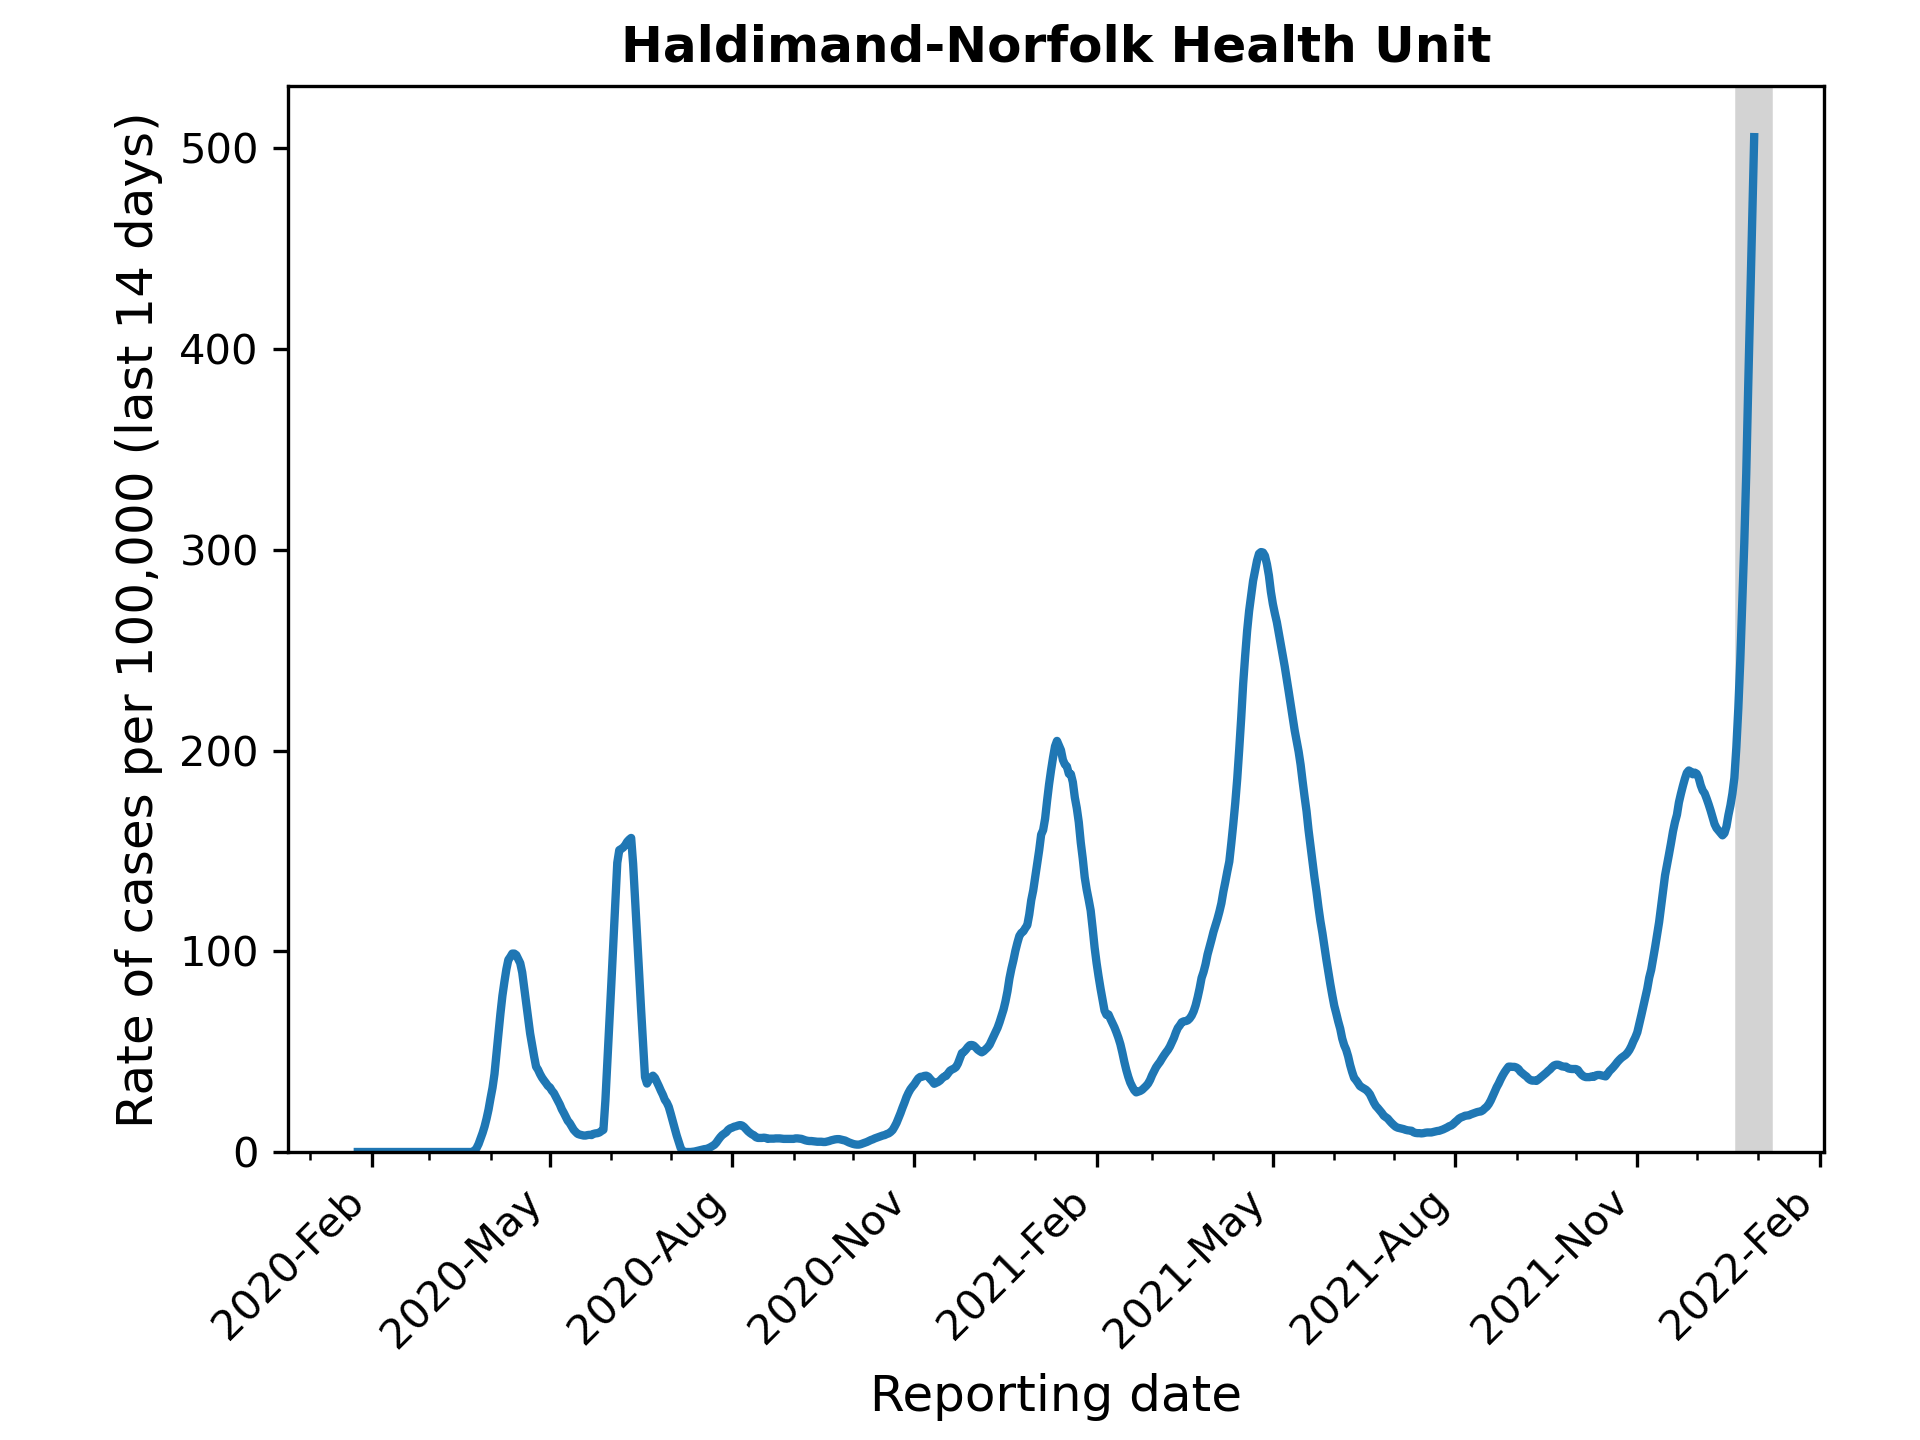 Haldimand-Norfolk Health Unit
Rate of cases per 100,000 (last 14 days)
500
400
300
200
100
0
2020-Feb
2020-May
2020-Aug
2020-Nov
2021-Feb
2021-May
2021-Aug
2021-Nov
2022-Feb
Reporting date